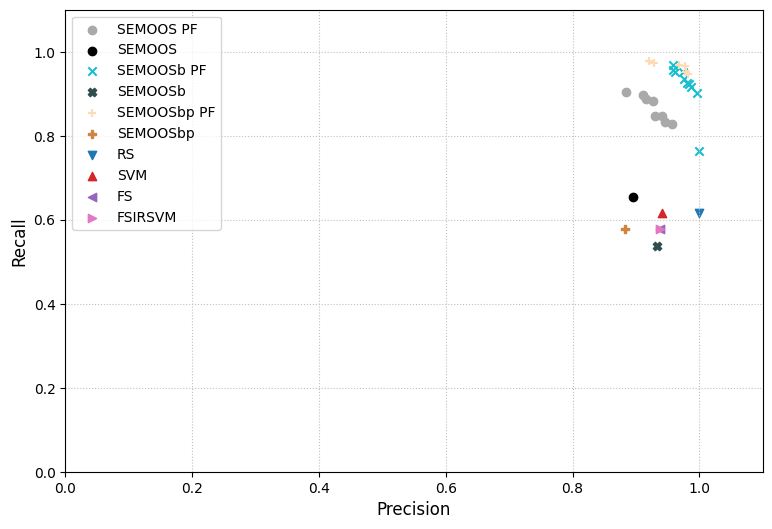 SEMOOS PF
SEMOOS
SEMOOSb PF
SEMOOSb
SEMOOSbp PF
SEMOOSbp
RS
SVM
FS
FSIRSVM
1.0
0.8
0.6
0.4
0.2
0.0
Recall
0.0 0.2 0.4 0.6 0.8 1.0
Precision